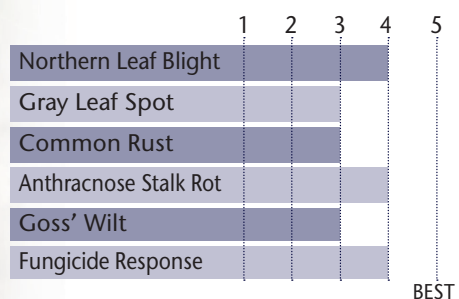 1 2 3 4 5
Northern Leaf Blight
Gray Leaf Spot
Common Rust
Anthracnose Stalk Rot
Goss' Wilt
Fungicide Response
BEST